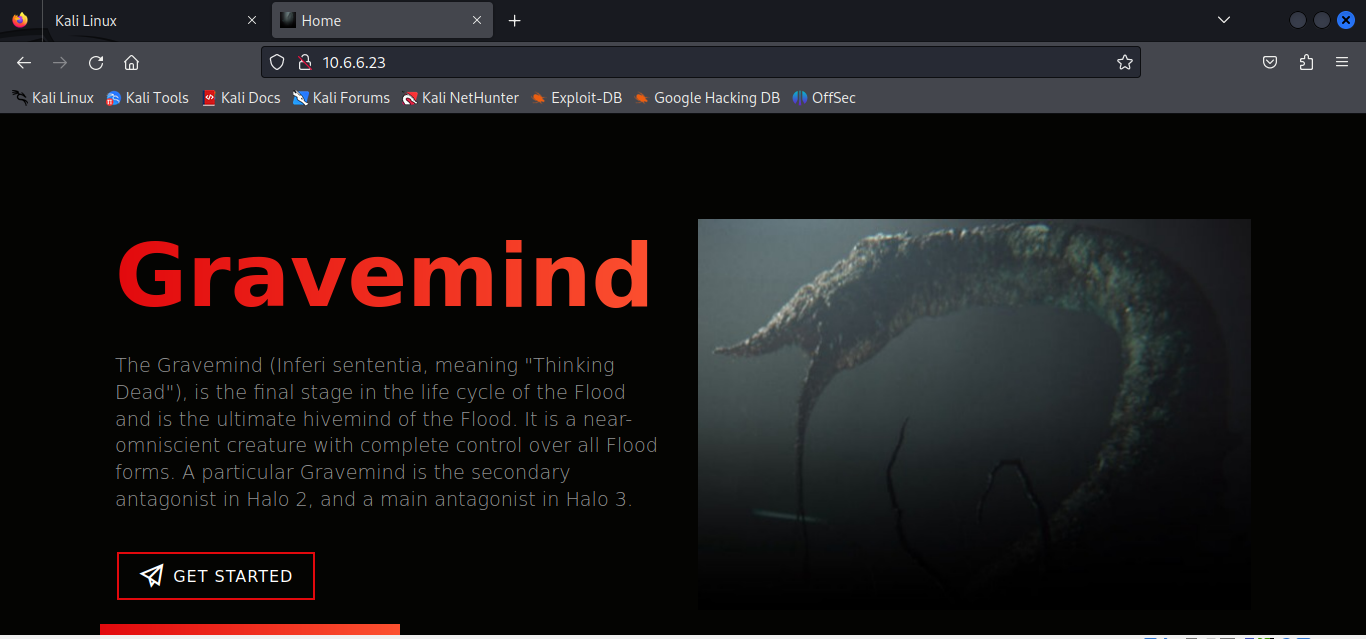 Kali Linux
Home
10.6.6.23
Kali Linux Kali Tools Kali Docs Kali Forums Kali NetHunter Exploit-DB Google Hacking DB OffSec
Gravemind
The Gravemind (Inferi sententia, meaning "Thinking
Dead"), is the final stage in the life cycle of the Flood
and is the ultimate hivemind of the Flood. It is a near-
omniscient creature with complete control over all Flood
forms. A particular Gravemind is the secondary
antagonist in Halo 2, and a main antagonist in Halo 3.
GET STARTED